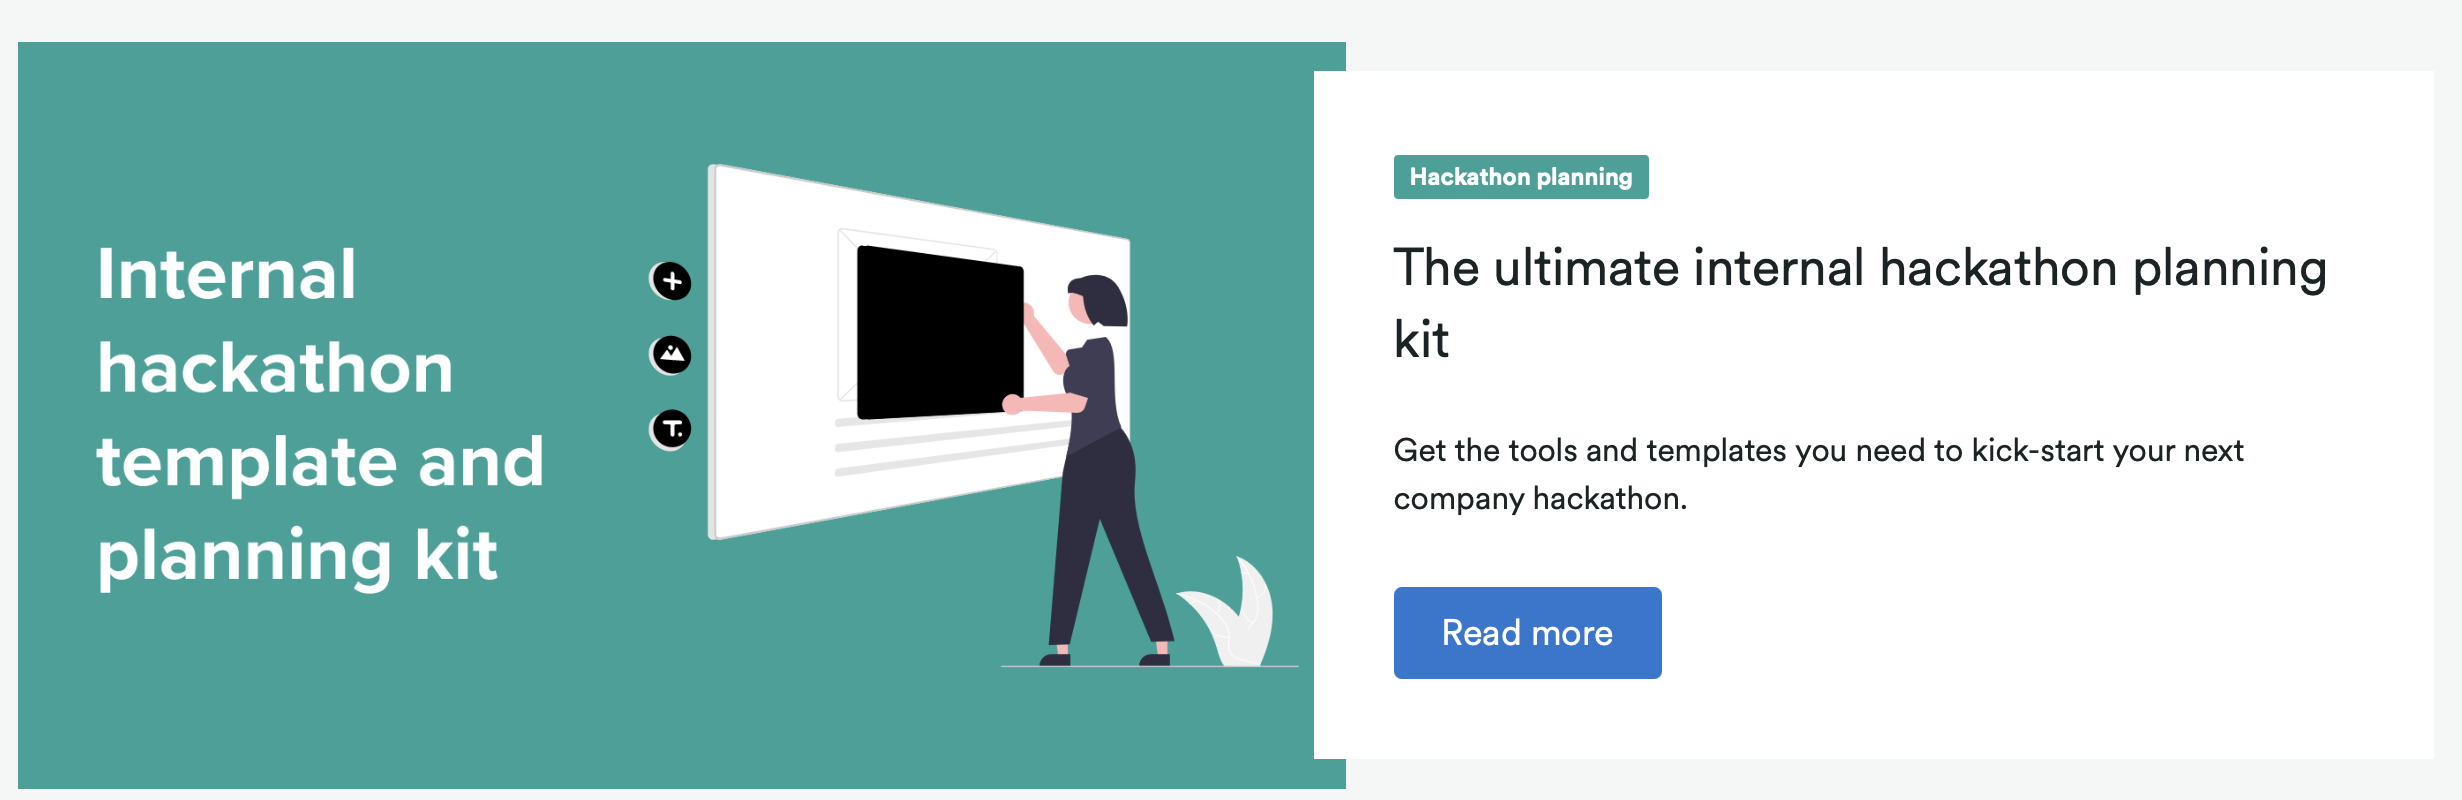 Internal
hackathon
template and
planning kit
T.
Hackathon planning
The ultimate internal hackathon planning
kit
Get the tools and templates you need to kick-start your next
company hackathon.
Read more